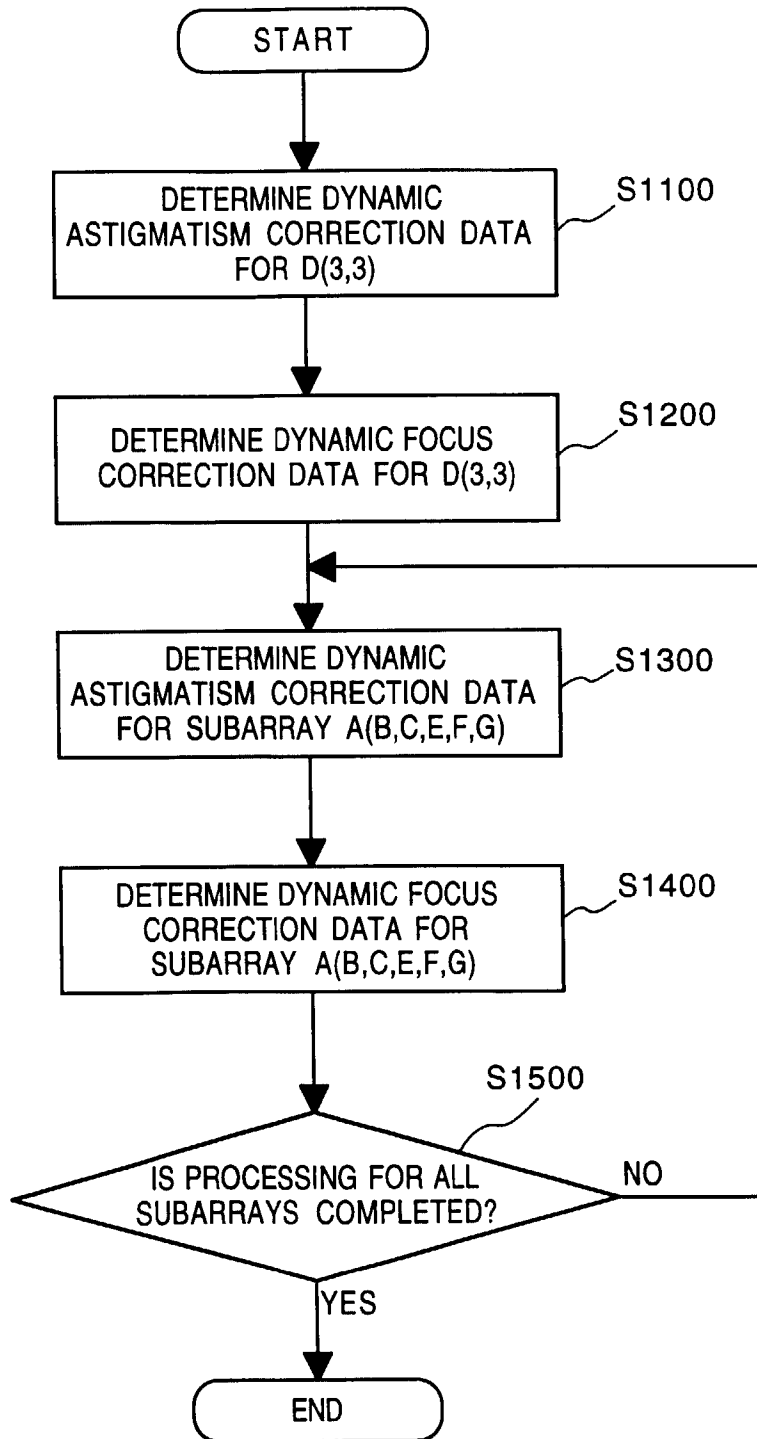 START
DETERMINE DYNAMIC
ASTIGMATISM CORRECTION DATA
FOR D(3,3)
S1100
DETERMINE DYNAMIC FOCUS
CORRECTION DATA FOR D(3,3)
S1200
DETERMINE DYNAMIC
ASTIGMATISM CORRECTION DATA
FOR SUBARRAY A(B,C,E,F,G)
S1300
DETERMINE DYNAMIC FOCUS
CORRECTION DATA FOR
SUBARRAY A(B,C,E,F,G)
S1400
S1500
IS PROCESSING FOR ALL
SUBARRAYS COMPLETED?
NO
YES
END